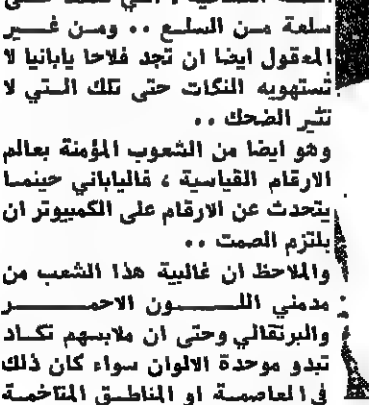 سلعة من السلع .. ومن غير
المعقول ايضا ان تجد فلاحا يابانيا لا
تستهويه النكات حتى تلك التي لا
تثير الضحك ..
وهو ايضا من الشعوب المؤمنة بعالم
الارقام القياسية ، فالياباني حينما
يتحدث عن الارقام على الكمبيوتر ان
يلتزم الصمت ..
والملاحظ ان غالبية هذا الشعب من
مدمني اللون الاحمر
والبرتقالي وحتى ان ملابسهم تكاد
تبدو موحدة الالوان سواء كان ذلك
في العاصمة او المناطق المتاخمة